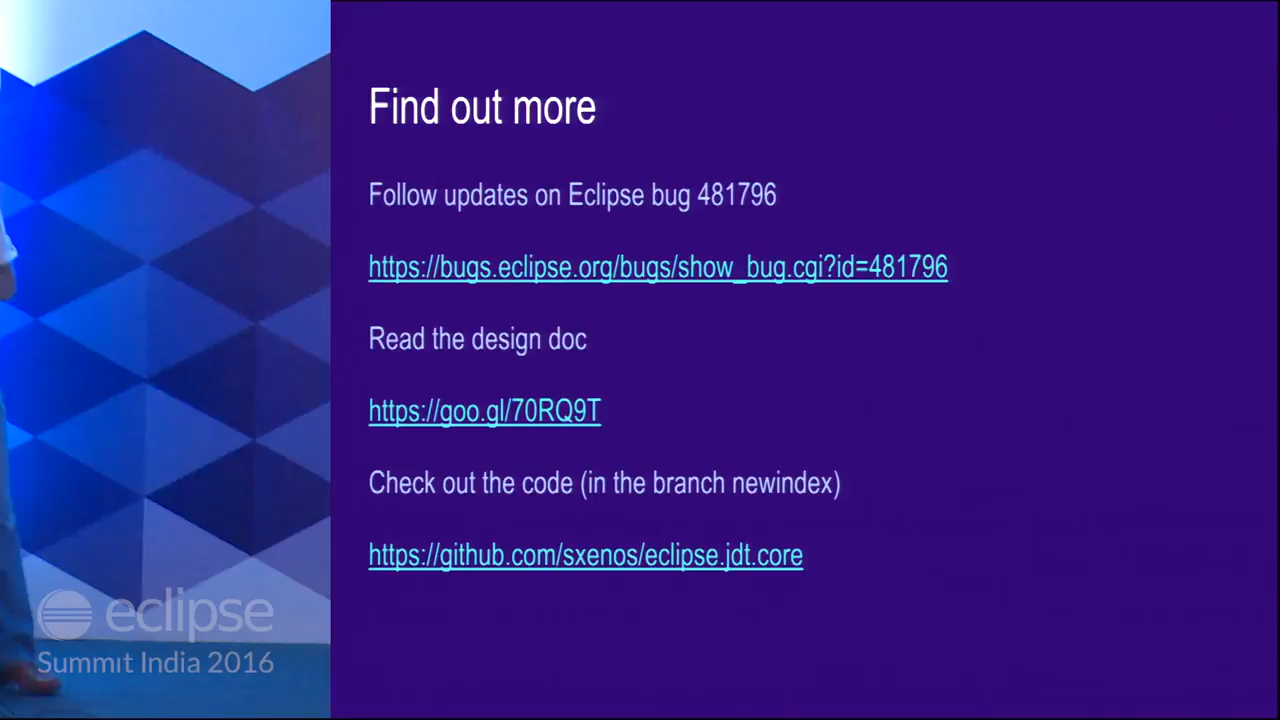 Find out more
Follow updates on Eclipse bug 481796
https://bugs.eclipse.org/bugs/show_bug.cgi?id=481796
Read the design doc
https://goo.gl/70RQ9T
Check out the code (in the branch newindex)
https://github.com/sxenos/eclipse.jdt.core
eclipse
Summit India 2016